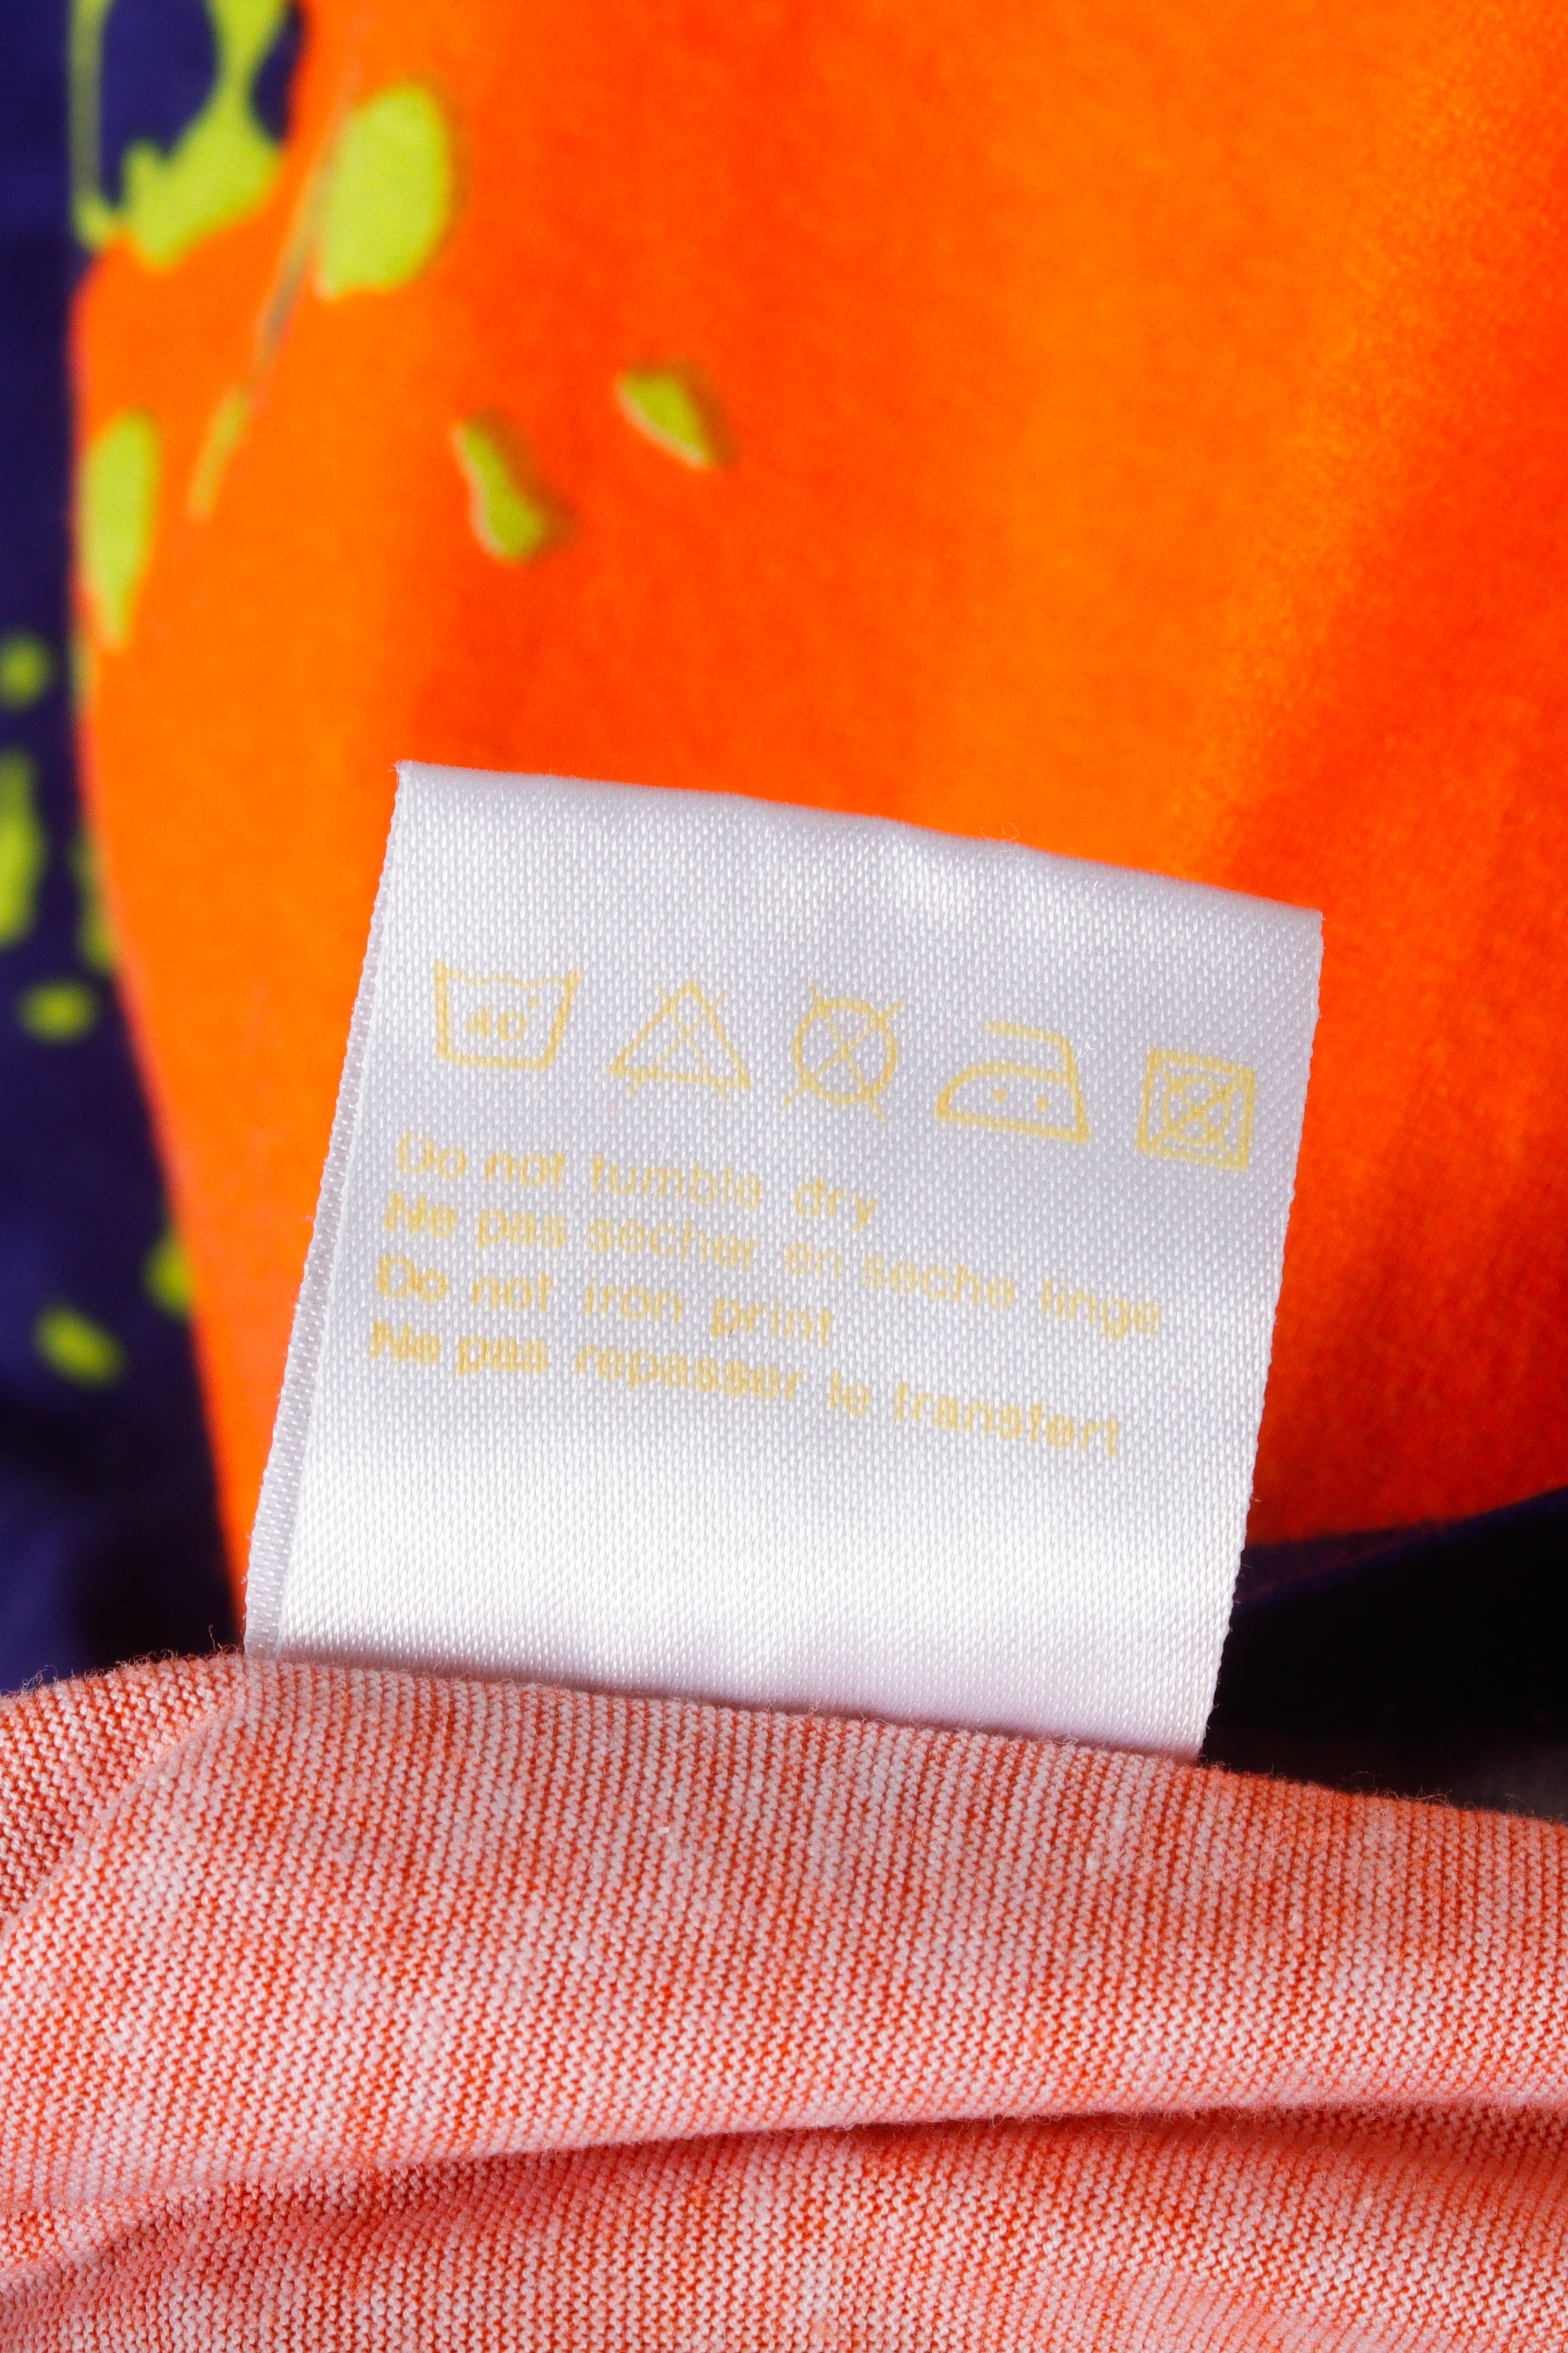 40°
Do not tumble dry
Ne pas secher en seche linge
Do not iron print
Ne pas repasser le transfert